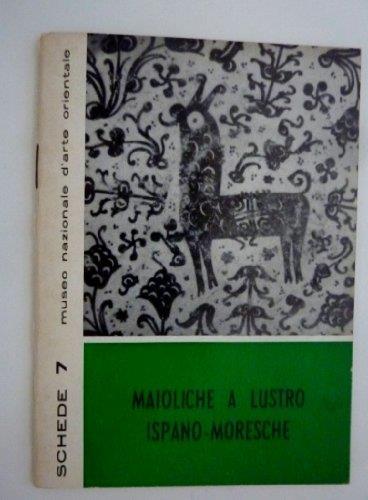 SCHEDE 7 museo nazionale d'arte orientale
MAIOLICHE A LUSTRO
ISPANO-MORESCHE